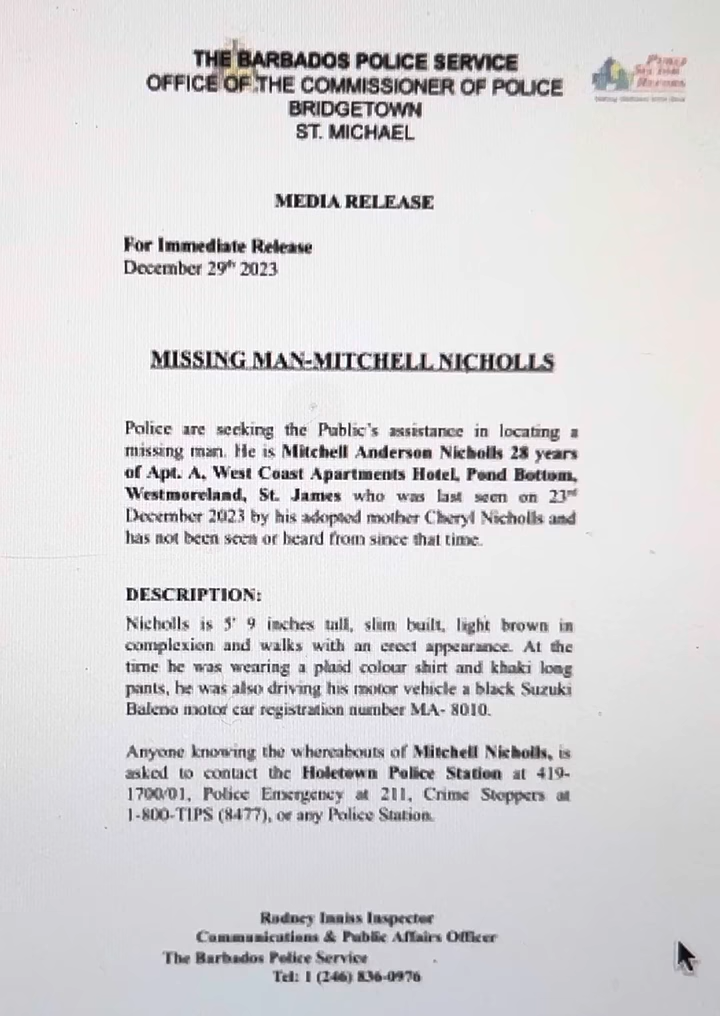 THE BARBADOS POLICE SERVICE
OFFICE OF THE COMMISSIONER OF POLICE
BRIDGETOWN
ST. MICHAEL
MEDIA RELEASE
For Immediate Release
December 29th 2023
MISSING MAN-MITCHELL NICHOLLS
Police are seeking the Public's assistance in locating a
missing man. He is Mitchell Anderson Nicholls 28 years
of Apt. A, West Coast Apartments Hotel, Pond Bottom,
Westmoreland, St. James who was last seen on 23rd
December 2023 by his adopted mother Cheryl Nicholls and
has not been seen or heard from since that time.
DESCRIPTION:
Nicholls is 5' 9 inches tall, slim built, light brown in
complexion and walks with an erect appearance. At the
time he was wearing a plaid colour shirt and khaki long
pants, he was also driving his motor vehicle a black Suzuki
Baleno motor car registration number MA- 8010.
Anyone knowing the whereabouts of Mitchell Nicholls, is
asked to contact the Holetown Police Station at 419-
1700/01, Police Emergency at 211, Crime Stoppers at
1-800-TIPS (8477), or any Police Station.
Rodney Inniss Inspector
Communications & Public Affairs Officer
The Barbados Police Service
Tel: 1 (246) 836-0976